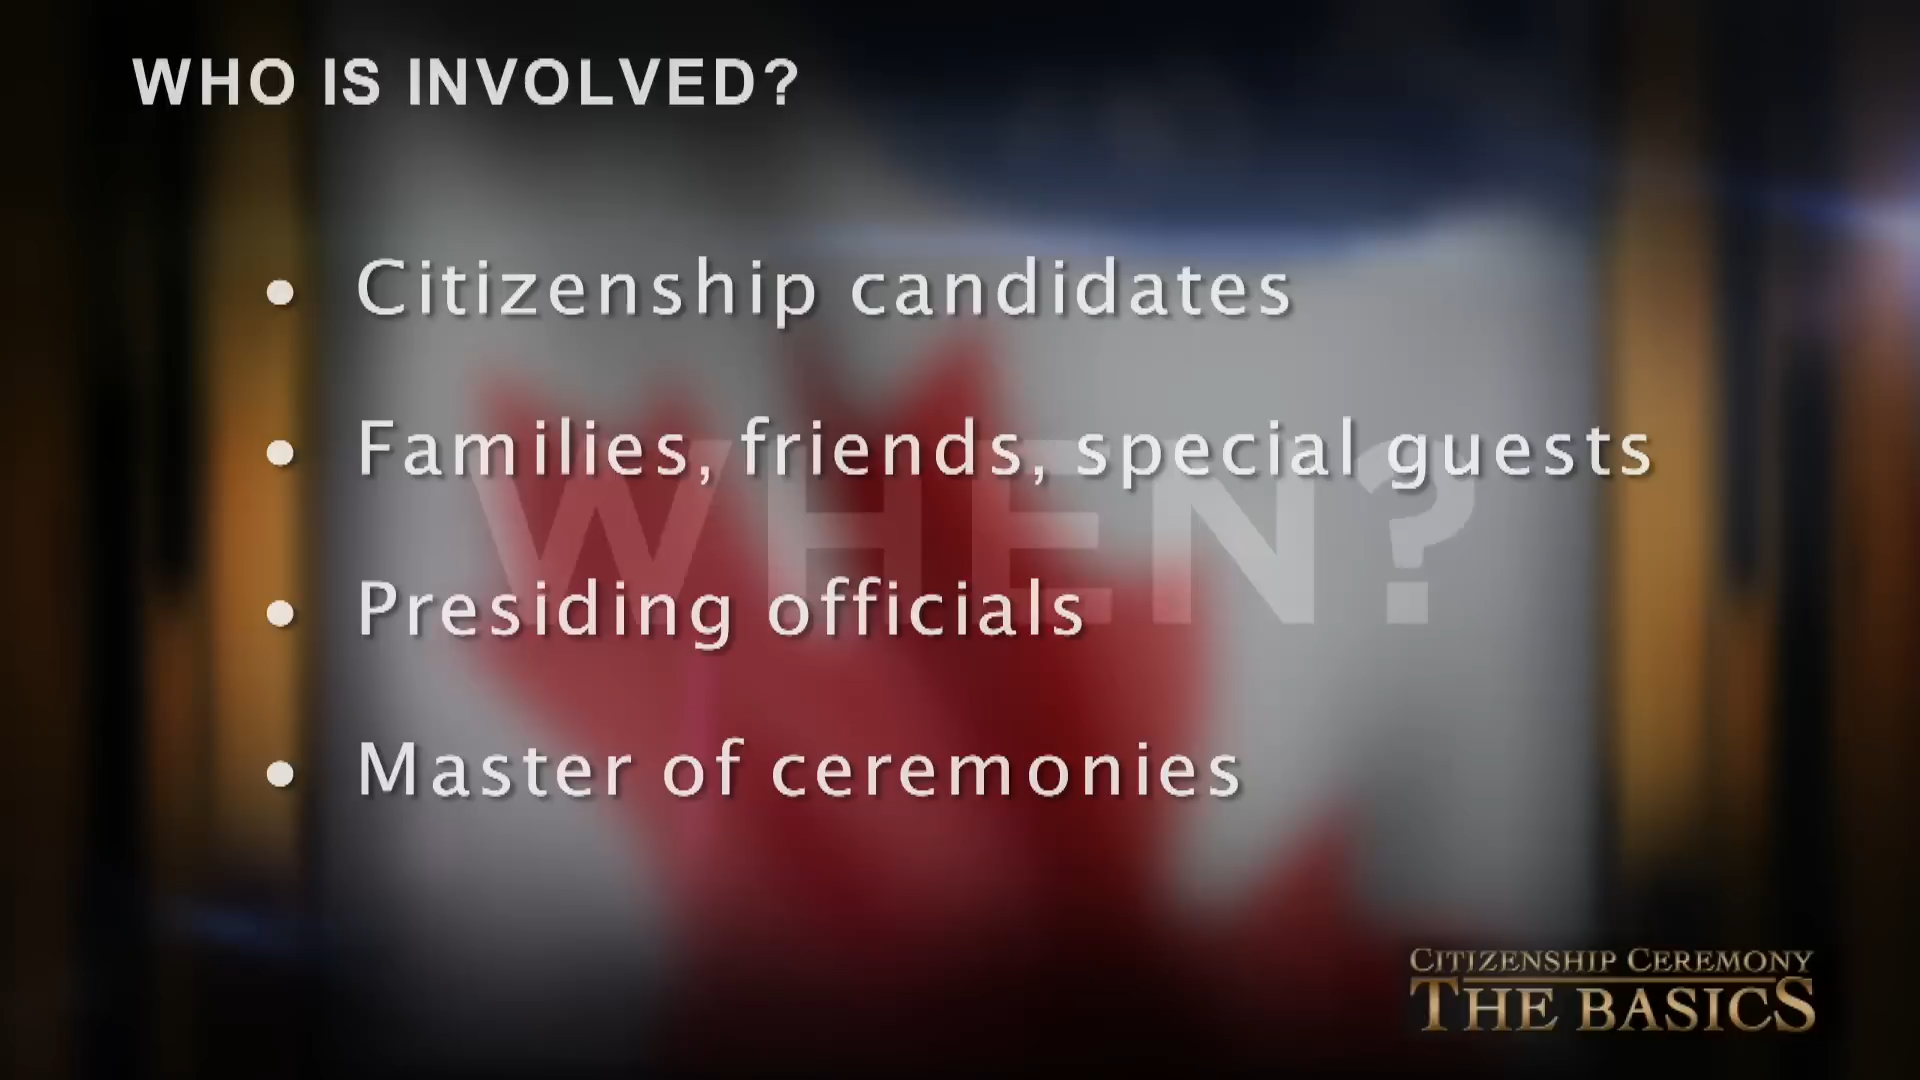 WHO IS INVOLVED?
• Citizenship candidates
• Families, friends, special guests
WHEN?
• Presiding officials
• Master of ceremonies
CITIZENSHIP CEREMONY
THE BASICS